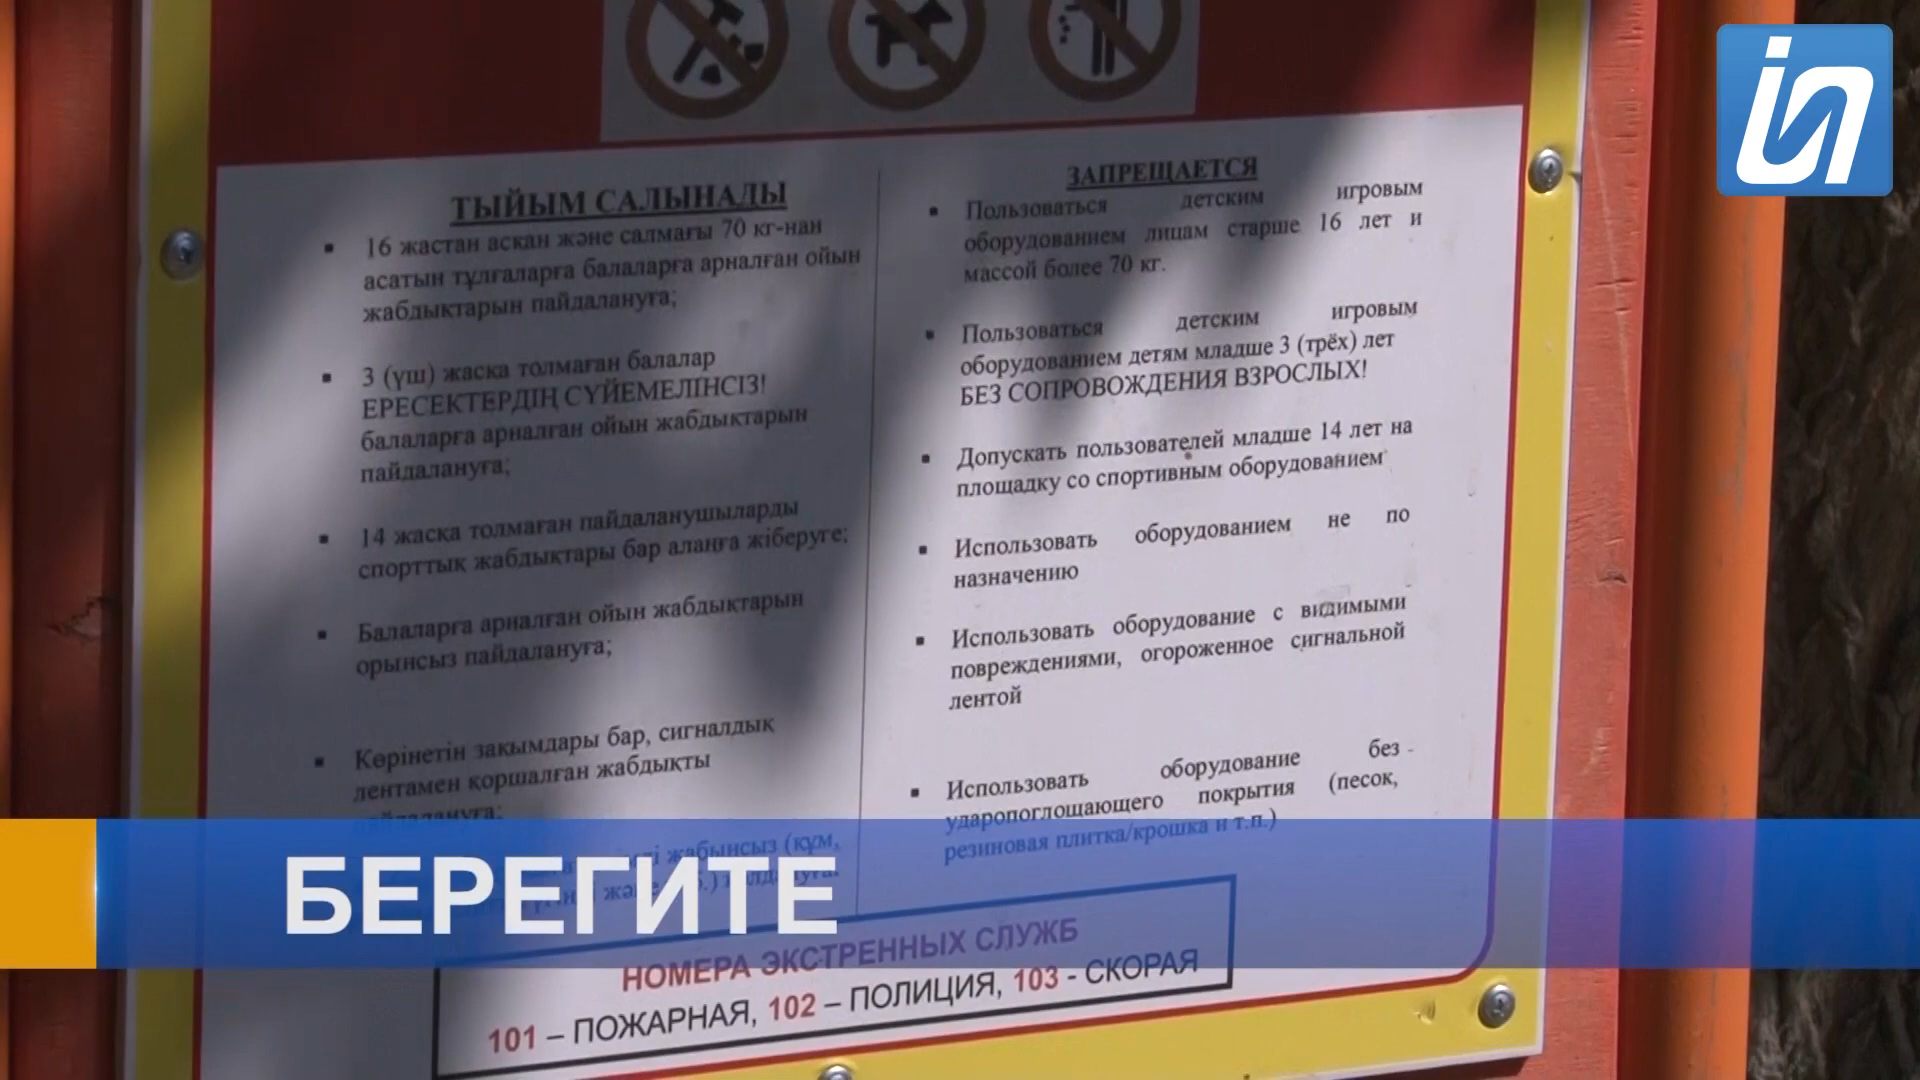 ТЫЙЫМ САЛЫНАДЫ
16 жастан асқан және салмағы 70 кг-нан
асатын тұлғаларға балаларға арналған ойын
жабдықтарын пайдалануға;
3 (үш) жасқа толмаған балалар
ЕРЕСЕКТЕРДІҢ СҮЙЕМЕЛІНСІЗ!
балаларға арналған ойын жабдықтарын
пайдалануға;
14 жасқа толмаған пайдаланушыларды
спорттық жабдықтары бар алаңға жіберуге;
Балаларға арналған ойын жабдықтарын
орынсыз пайдалануға;
Көрінетін зақымдары бар, сигналдық
лентамен қоршалған жабдықты
пайдалануға;
жабынсыз (құм,
ЗАПРЕЩАЕТСЯ
Пользоваться детским игровым
оборудованием лицам старше 16 лет и
массой более 70 кг.
Пользоваться детским игровым
оборудованием детям младше 3 (трёх) лет
БЕЗ СОПРОВОЖДЕНИЯ ВЗРОСЛЫХ!
Допускать пользователей младше 14 лет на
площадку со спортивным оборудованием
Использовать оборудованием не по
назначению
Использовать оборудование с видимыми
повреждениями, огороженное сигнальной
лентой
Использовать оборудование без
ударопоглощающего покрытия (песок,
резиновая плитка/крошка и т.п.)
НОМЕРА ЭКСТРЕННЫХ СЛУЖБ
101 – ПОЖАРНАЯ, 102 – ПОЛИЦИЯ, 103 - СКОРАЯ
БЕРЕГИТЕ